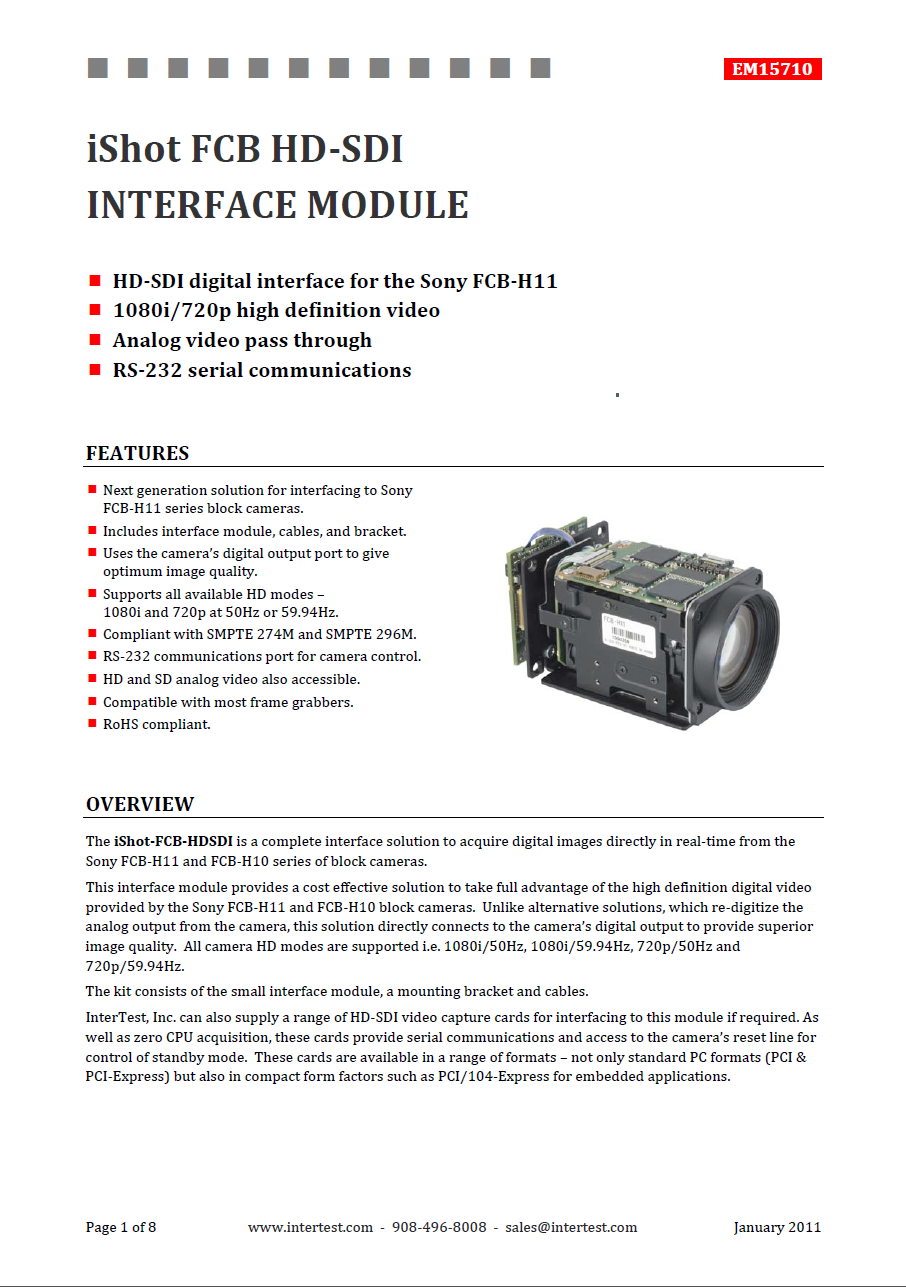 EM15710
iShot FCB HD-SDI
INTERFACE MODULE
HD-SDI digital interface for the Sony FCB-H11
1080i/720p high definition video
Analog video pass through
RS-232 serial communications
FEATURES
Next generation solution for interfacing to Sony
FCB-H11 series block cameras.
Includes interface module, cables, and bracket.
Uses the camera's digital output port to give
optimum image quality.
Supports all available HD modes –
1080i and 720p at 50Hz or 59.94Hz.
Compliant with SMPTE 274M and SMPTE 296M.
RS-232 communications port for camera control.
HD and SD analog video also accessible.
Compatible with most frame grabbers.
RoHS compliant.
FCB-H11
OVERVIEW
The iShot-FCB-HDSDI is a complete interface solution to acquire digital images directly in real-time from the
Sony FCB-H11 and FCB-H10 series of block cameras.
This interface module provides a cost effective solution to take full advantage of the high definition digital video
provided by the Sony FCB-H11 and FCB-H10 block cameras. Unlike alternative solutions, which re-digitize the
analog output from the camera, this solution directly connects to the camera's digital output to provide superior
image quality. All camera HD modes are supported i.e. 1080i/50Hz, 1080i/59.94Hz, 720p/50Hz and
720p/59.94Hz.
The kit consists of the small interface module, a mounting bracket and cables.
InterTest, Inc. can also supply a range of HD-SDI video capture cards for interfacing to this module if required. As
well as zero CPU acquisition, these cards provide serial communications and access to the camera's reset line for
control of standby mode. These cards are available in a range of formats – not only standard PC formats (PCI &
PCI-Express) but also in compact form factors such as PCI/104-Express for embedded applications.
Page 1 of 8
www.intertest.com - 908-496-8008 - sales@intertest.com
January 2011